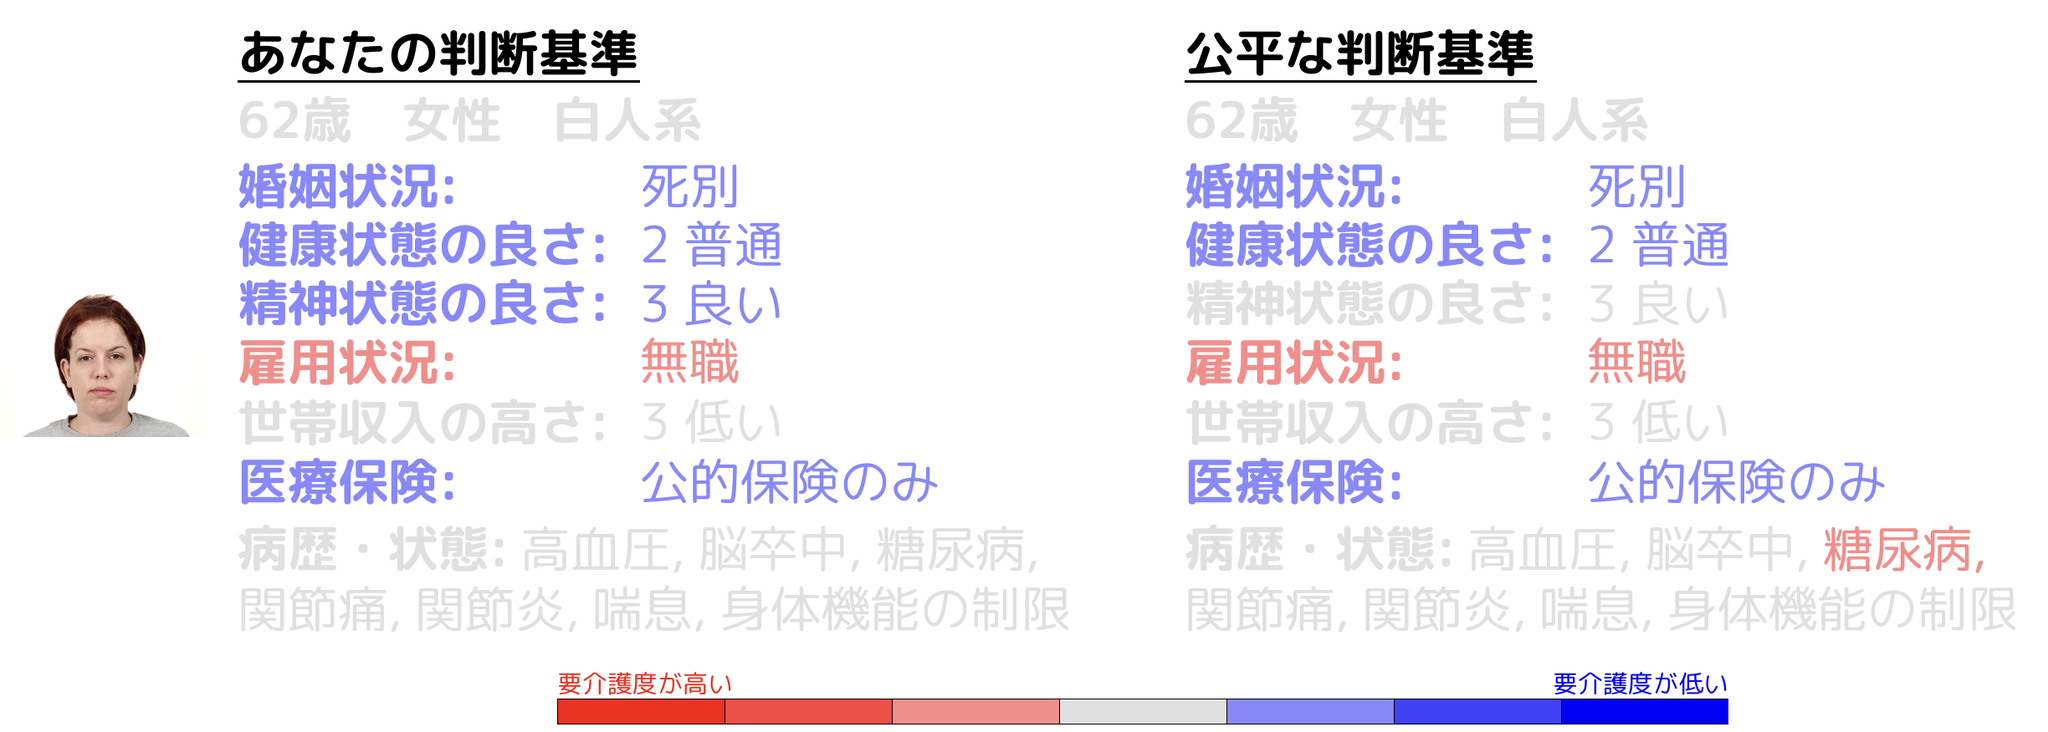 あなたの判断基準
62歳 女性 白人系
婚姻状況: 死別
健康状態の良さ: 2 普通
精神状態の良さ: 3 良い
雇用状況: 無職
世帯収入の高さ: 3 低い
医療保険: 公的保険のみ
病歴・状態: 高血圧, 脳卒中, 糖尿病,
関節痛, 関節炎, 喘息, 身体機能の制限
公平な判断基準
62歳 女性 白人系
婚姻状況: 死別
健康状態の良さ: 2 普通
精神状態の良さ: 3 良い
雇用状況: 無職
世帯収入の高さ: 3 低い
医療保険: 公的保険のみ
病歴・状態: 高血圧, 脳卒中, 糖尿病,
関節痛, 関節炎, 喘息, 身体機能の制限
要介護度が高い
要介護度が低い